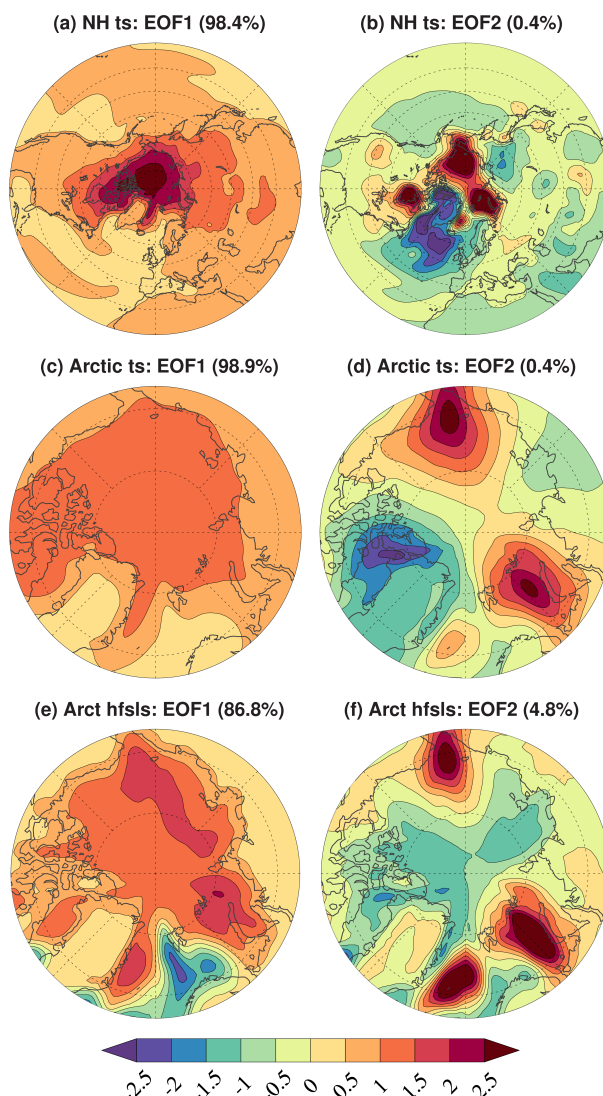 (a) NH ts: EOF1 (98.4%)
(b) NH ts: EOF2 (0.4%)
(c) Arctic ts: EOF1 (98.9%)
(d) Arctic ts: EOF2 (0.4%)
(e) Arct hfsls: EOF1 (86.8%)
(f) Arct hfsls: EOF2 (4.8%)
-2.5 -2 -1.5 -1 -0.5 0 0.5 1 1.5 2 2.5